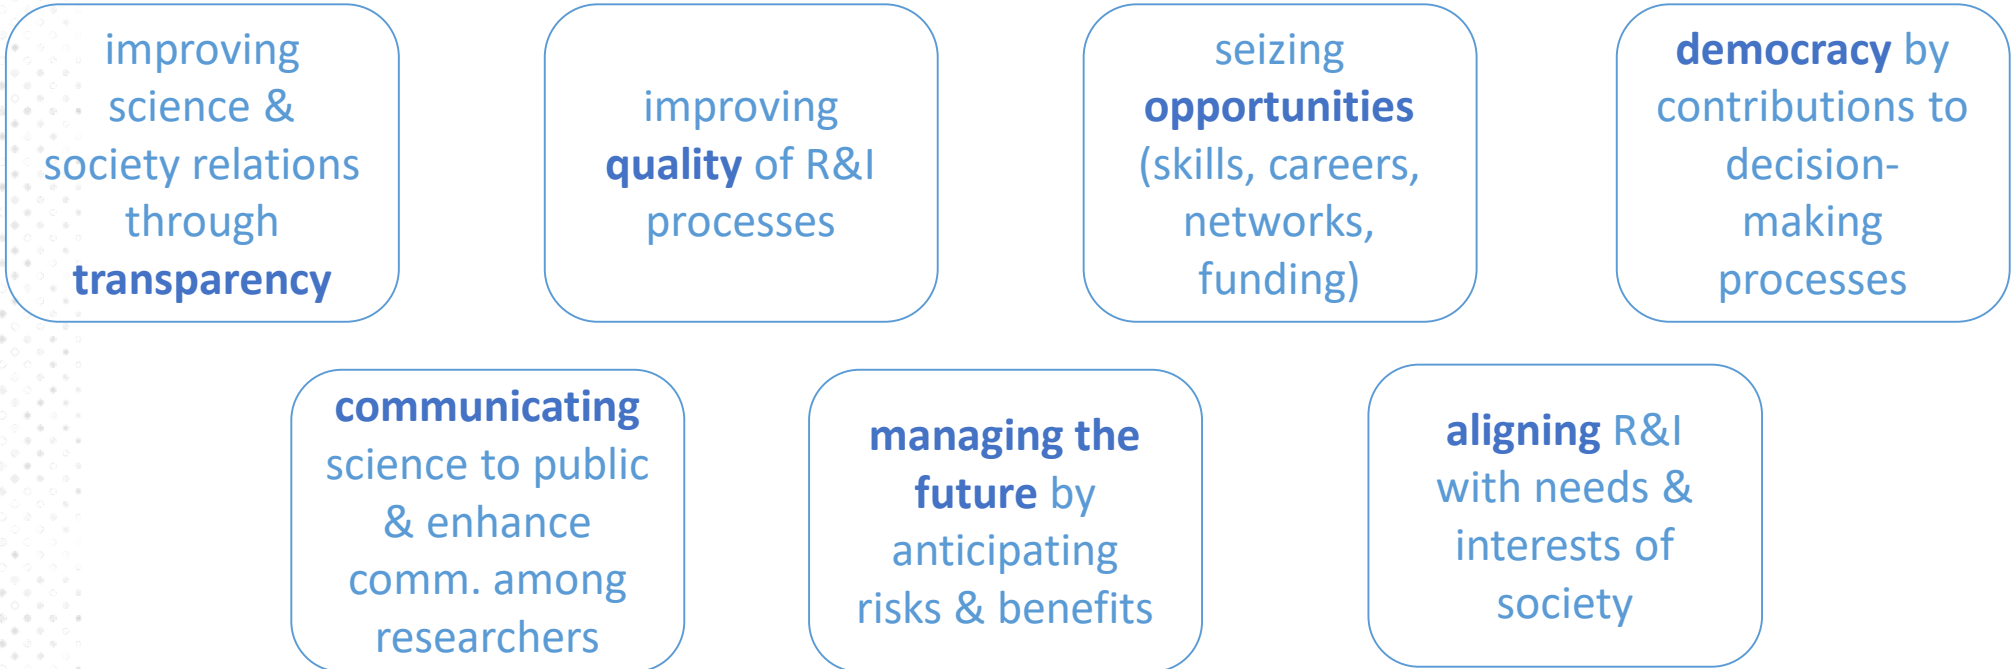 improving
science &
society relations
through
transparency
improving
quality of R&I
processes
seizing
opportunities
(skills, careers,
networks,
funding)
democracy by
contributions to
decision-
making
processes
communicating
science to public
& enhance
comm. among
researchers
managing the
future by
anticipating
risks & benefits
aligning R&I
with needs &
interests of
society